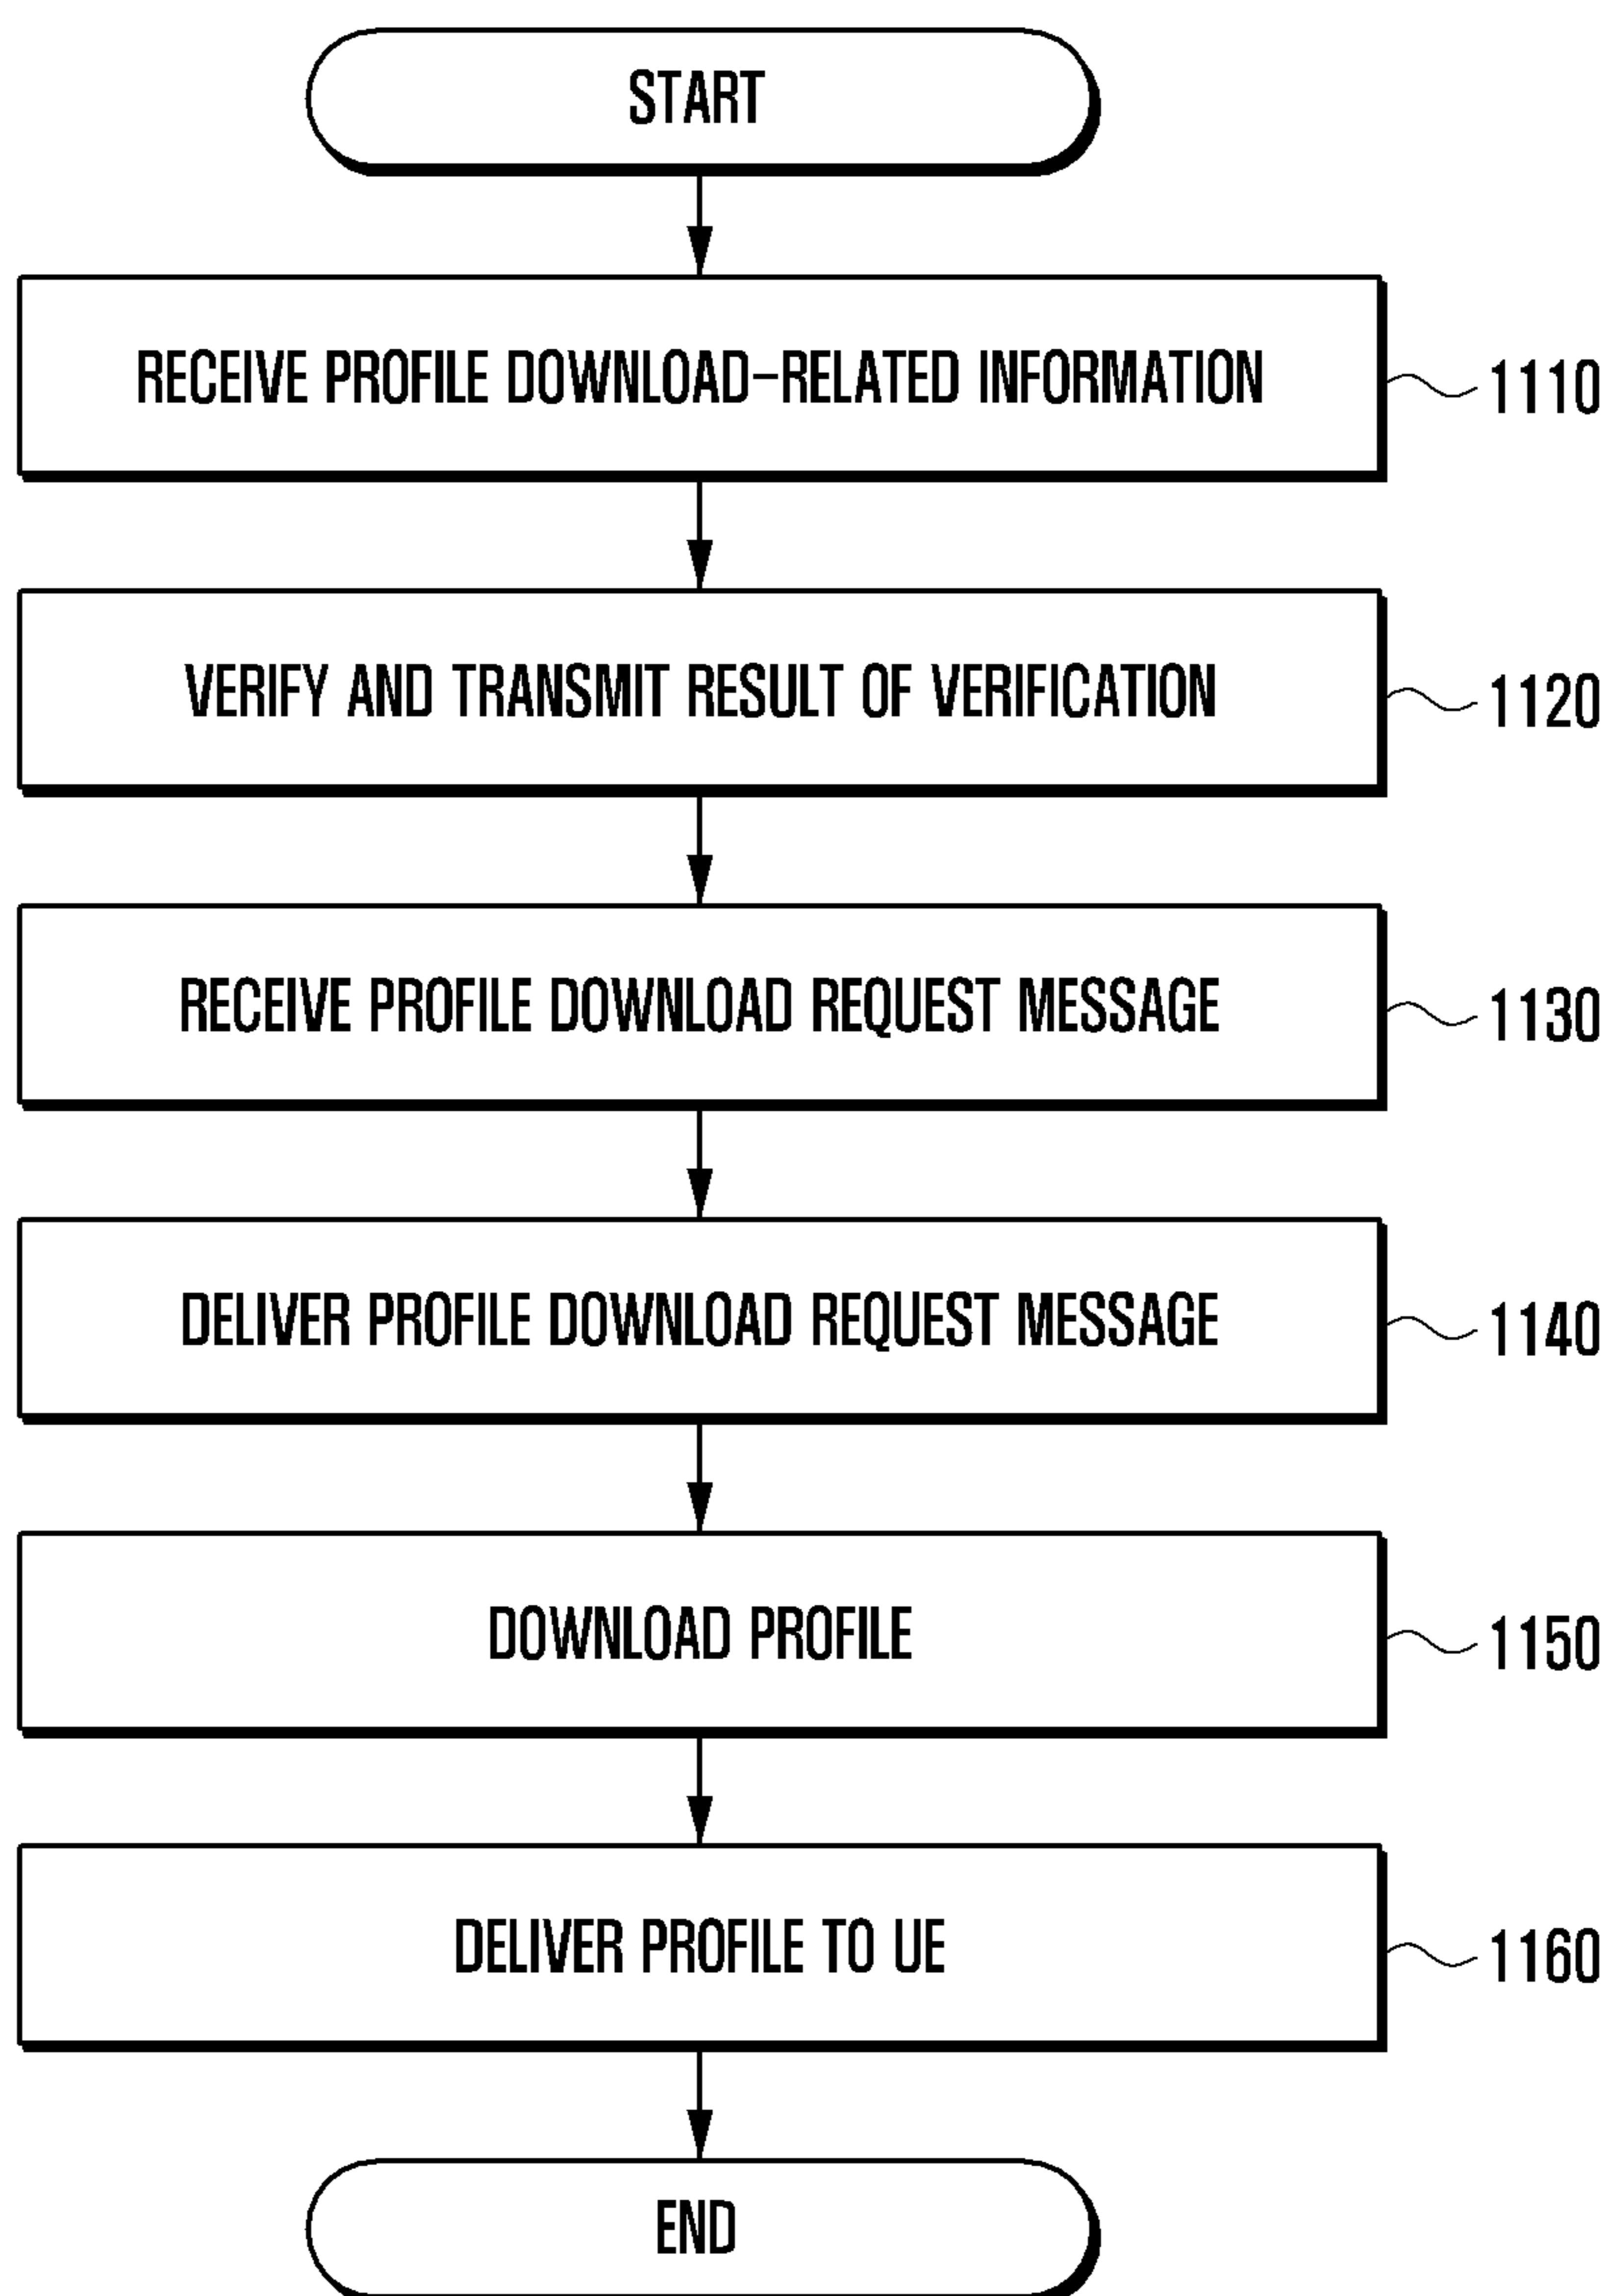 START
RECEIVE PROFILE DOWNLOAD-RELATED INFORMATION
1110
VERIFY AND TRANSMIT RESULT OF VERIFICATION
1120
RECEIVE PROFILE DOWNLOAD REQUEST MESSAGE
1130
DELIVER PROFILE DOWNLOAD REQUEST MESSAGE
1140
DOWNLOAD PROFILE
1150
DELIVER PROFILE TO UE
1160
END